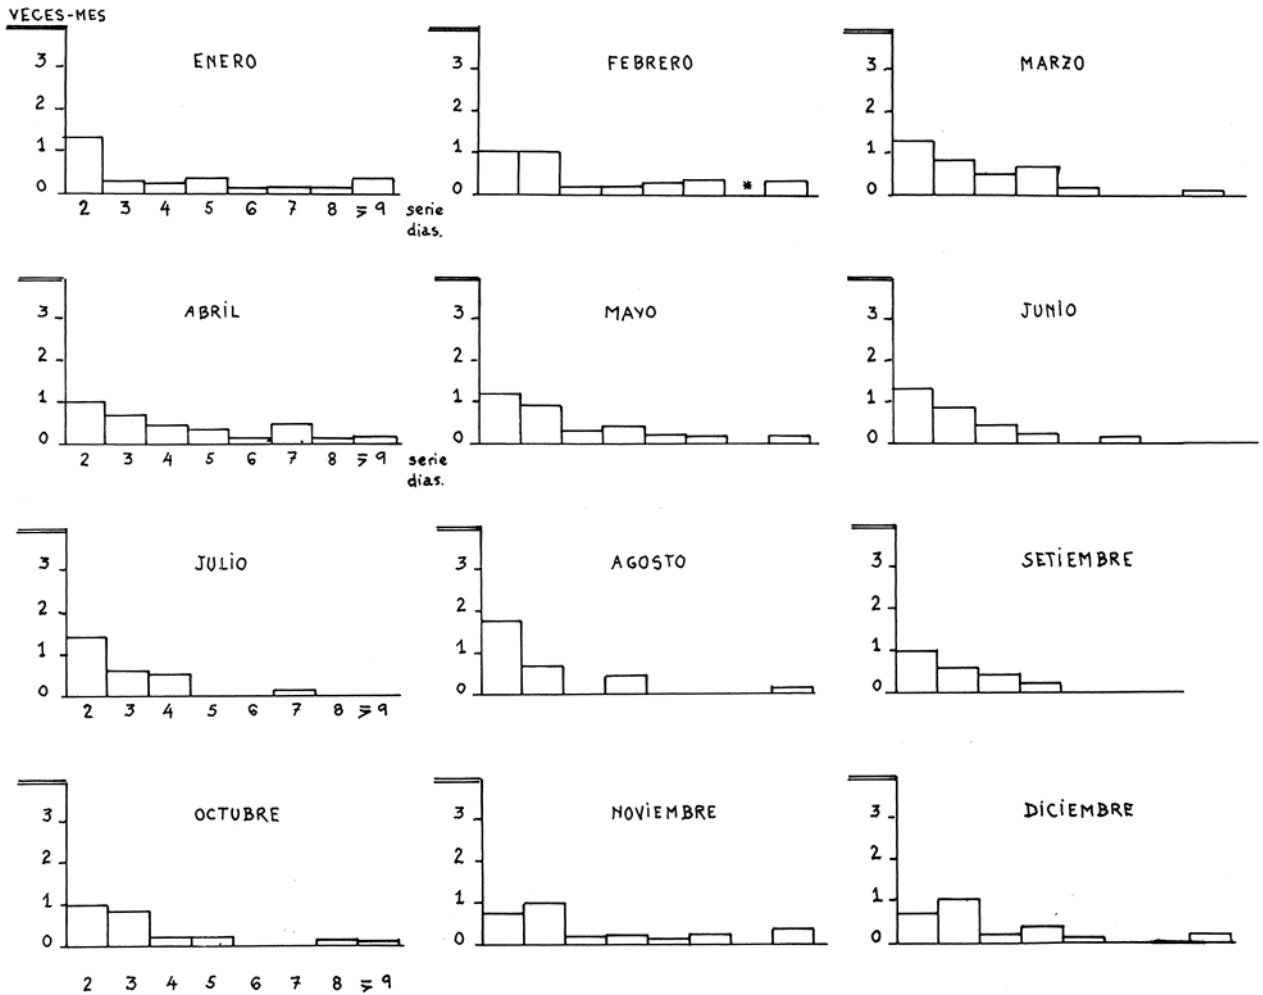 VECES-MES
ENERO
3
2
1
0
2 3 4 5 6 7 8 ⩾ 9 serie
dias.
FEBRERO
3
2
1
0
*
MARZO
3
2
1
0
ABRiL
3
2
1
0
2 3 4 5 6 7 8 ⩾ 9 serie
dias.
MAYO
3
2
1
0
JUNiO
3
2
1
0
JULiO
3
2
1
0
2 3 4 5 6 7 8 ⩾ 9
AGOSTO
3
2
1
0
SETiEMBRE
3
2
1
0
OCTUBRE
3
2
1
0
2 3 4 5 6 7 8 ⩾ 9
NOViEMBRE
3
2
1
0
DiCiEMBRE
3
2
1
0